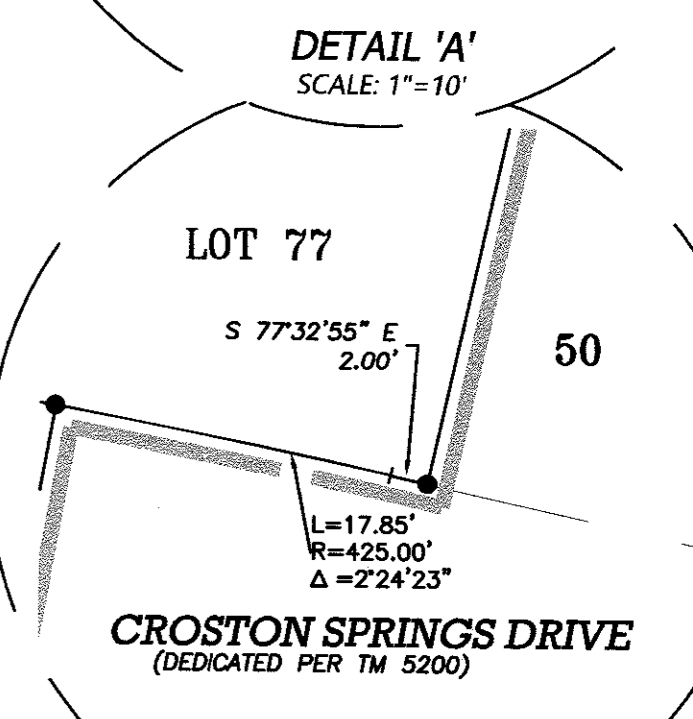 DETAIL 'A'
SCALE: 1"=10'
LOT 77
S 77°32'55" E
2.00'
50
L=17.85'
R=425.00'
Δ =2°24'23"
CROSTON SPRINGS DRIVE
(DEDICATED PER TM 5200)